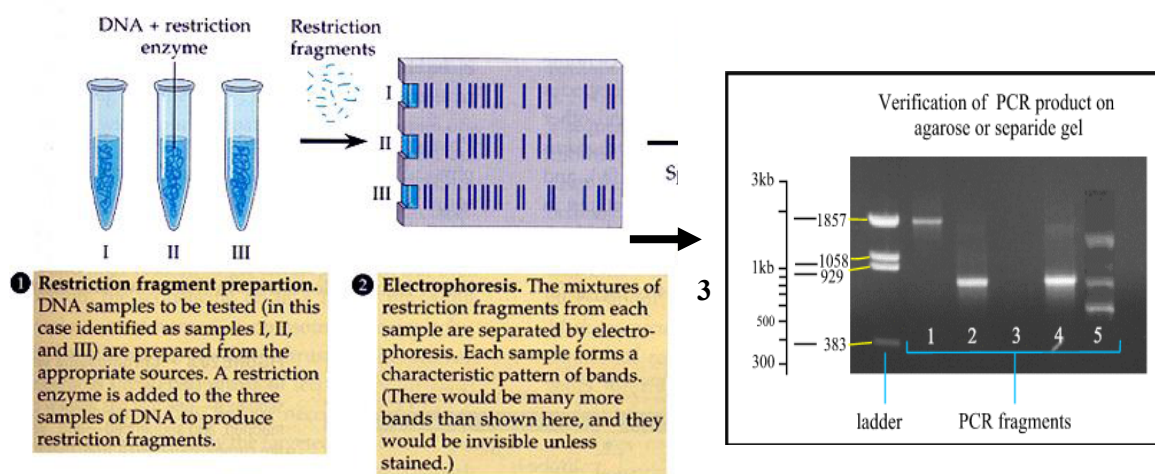 DNA + restriction
enzyme
Restriction
fragments
I
II
III
I
II
III
1 Restriction fragment prepartion.
DNA samples to be tested (in this
case identified as samples I, II,
and III) are prepared from the
appropriate sources. A restriction
enzyme is added to the three
samples of DNA to produce
restriction fragments.
2 Electrophoresis. The mixtures of
restriction fragments from each
sample are separated by electro-
phoresis. Each sample forms a
characteristic pattern of bands.
(There would be many more
bands than shown here, and they
would be invisible unless
stained.)
3
Verification of PCR product on
agarose or separide gel
3kb
1857
1058
1kb
929
500
383
300
1 2 3 4 5
ladder
PCR fragments